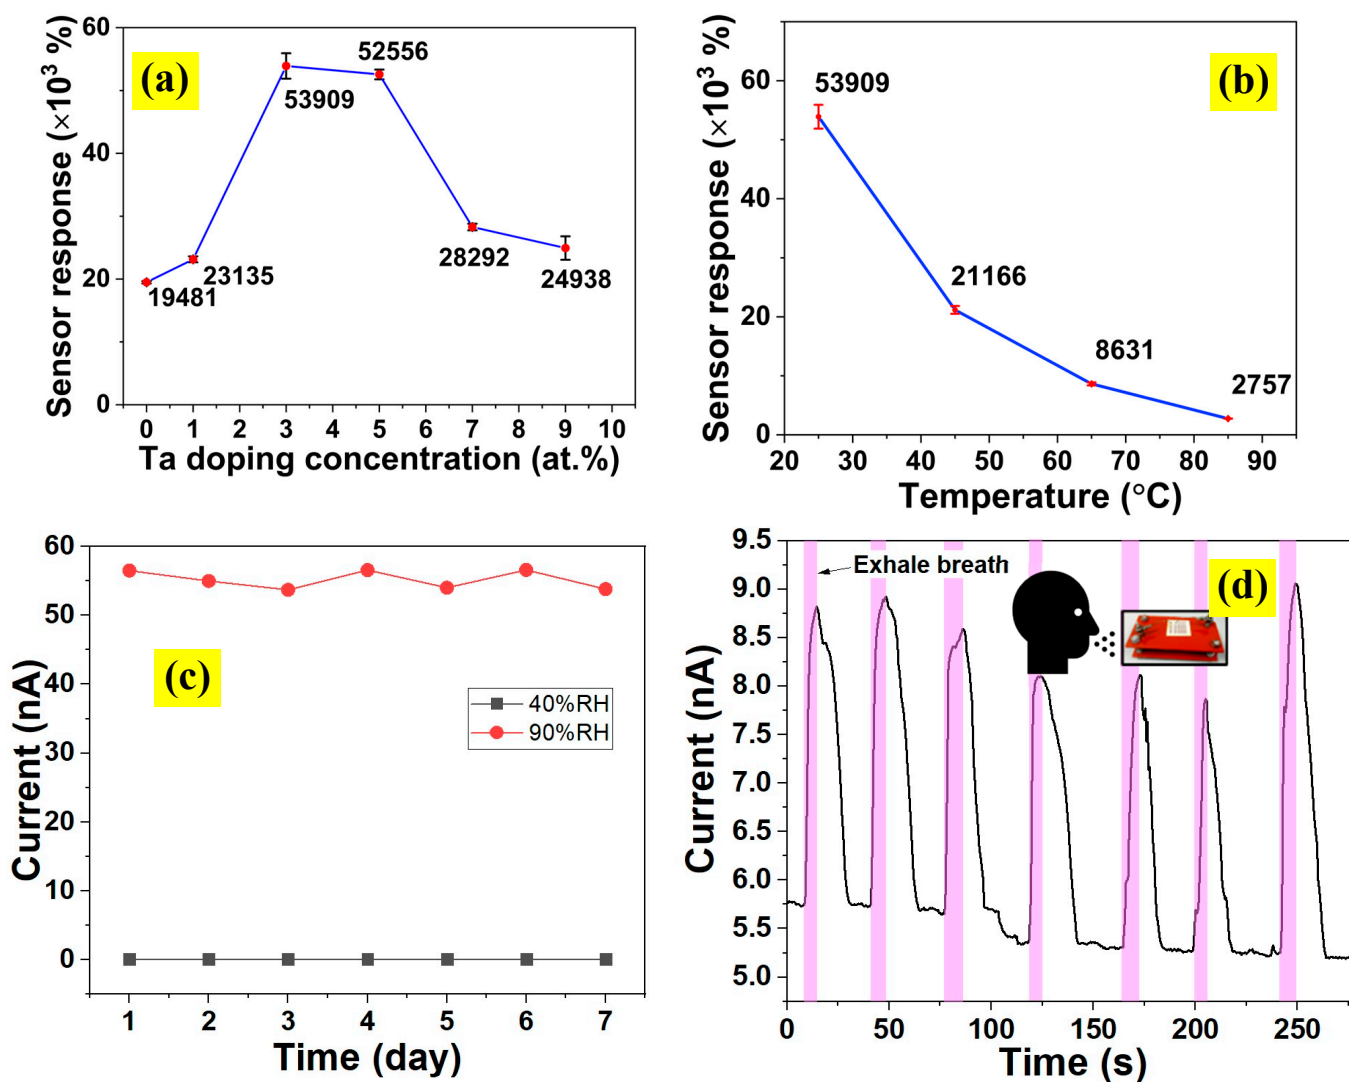 (a)
Sensor response (×10³ %)
60
40
20
0
53909
52556
23135
19481
28292
24938
0 1 2 3 4 5 6 7 8 9 10
Ta doping concentration (at.%)
(b)
Sensor response (×10³ %)
60
40
20
0
53909
21166
8631
2757
20 30 40 50 60 70 80 90
Temperature (°C)
(c)
Current (nA)
60
50
40
30
20
10
0
40%RH
90%RH
1 2 3 4 5 6 7
Time (day)
(d)
Current (nA)
9.5
9.0
8.5
8.0
7.5
7.0
6.5
6.0
5.5
5.0
Exhale breath
0 50 100 150 200 250
Time (s)